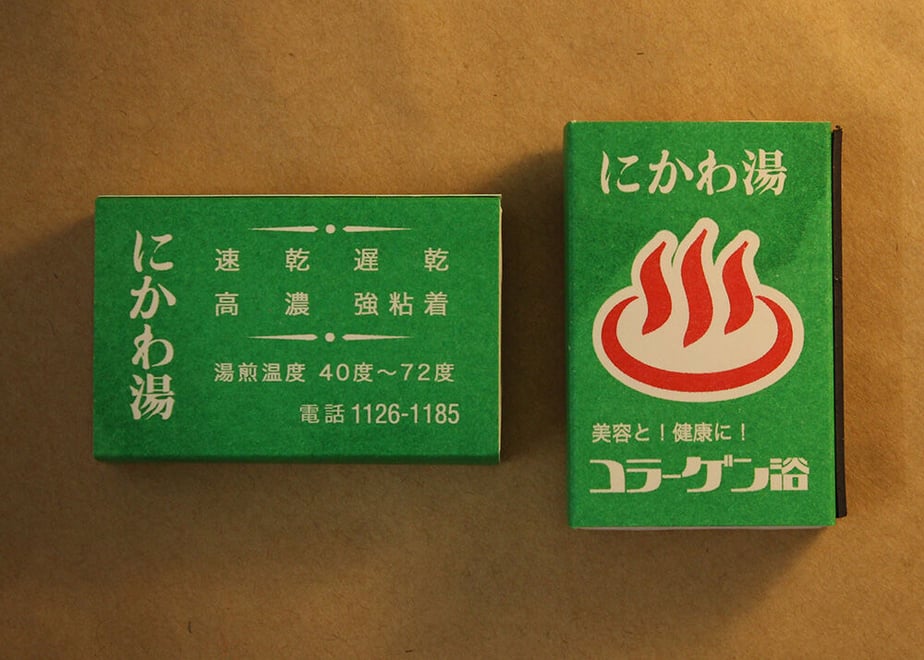 にかわ湯
速乾遅乾
高濃 強粘着
湯煎温度 40度〜72度
電話 1126-1185
にかわ湯
美容と！健康に！
コラーゲン浴